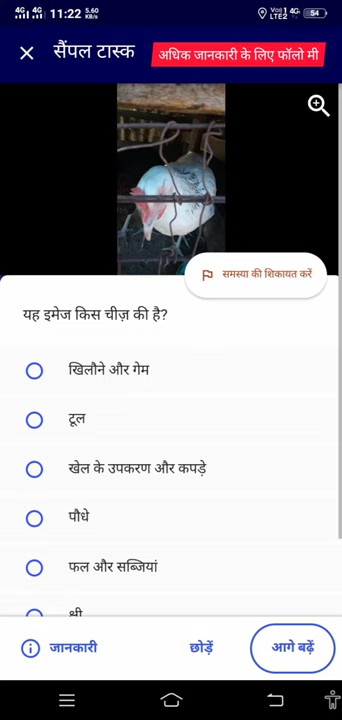 4G 4G 11:22 5.60 KB/s Vo)) 1 4G LTE2 54
सैंपल टास्क
अधिक जानकारी के लिए फॉलो मी
समस्या की शिकायत करें
यह इमेज किस चीज़ की है?
खिलौने और गेम
टूल
खेल के उपकरण और कपड़े
पौधे
फल और सब्जियां
जानकारी
छोड़ें
आगे बढ़ें